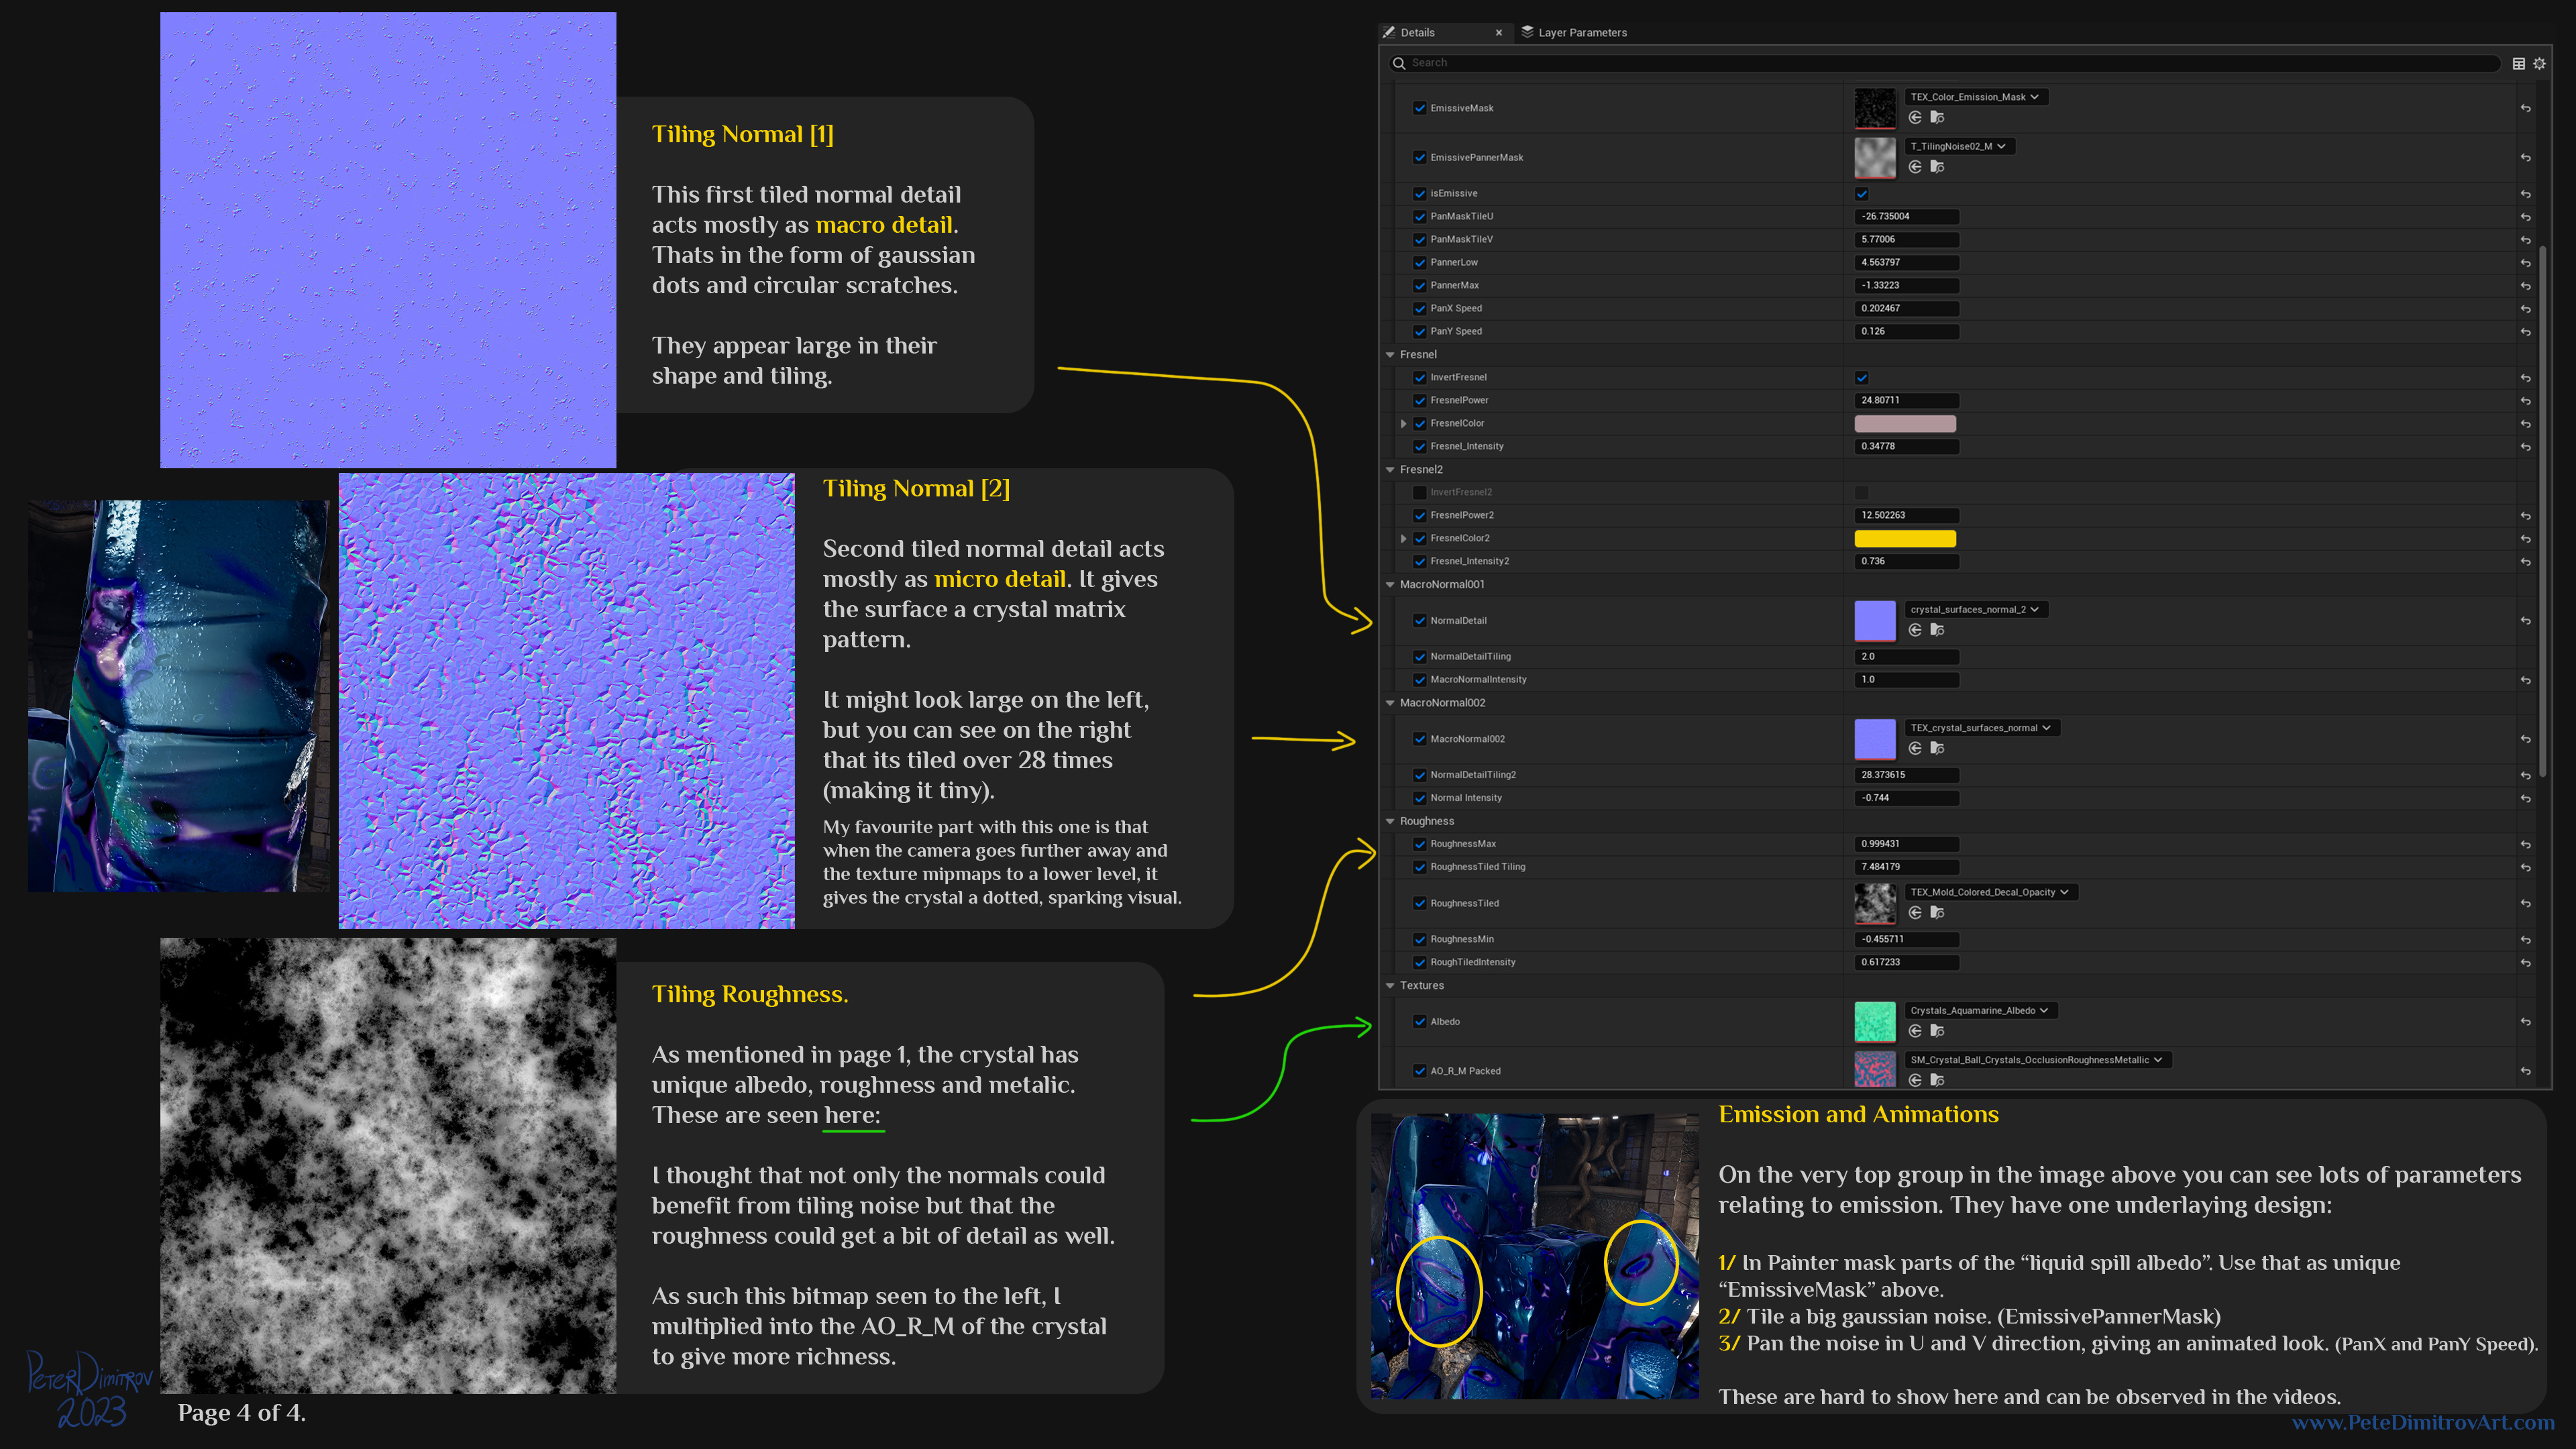 Tiling Normal [1]
This first tiled normal detail
acts mostly as macro detail.
Thats in the form of gaussian
dots and circular scratches.
They appear large in their
shape and tiling.
Tiling Normal [2]
Second tiled normal detail acts
mostly as micro detail. It gives
the surface a crystal matrix
pattern.
It might look large on the left,
but you can see on the right
that its tiled over 28 times
(making it tiny).
My favourite part with this one is that
when the camera goes further away and
the texture mipmaps to a lower level, it
gives the crystal a dotted, sparking visual.
Tiling Roughness.
As mentioned in page 1, the crystal has
unique albedo, roughness and metalic.
These are seen here:
I thought that not only the normals could
benefit from tiling noise but that the
roughness could get a bit of detail as well.
As such this bitmap seen to the left, I
multiplied into the AO_R_M of the crystal
to give more richness.
PETER DIMITROV
2023
Page 4 of 4.
Details
Layer Parameters
Search
EmissiveMask
TEX_Color_Emission_Mask
EmissivePannerMask
T_TilingNoise02_M
isEmissive
PanMaskTileU -26.735004
PanMaskTileV 5.77006
PannerLow 4.563797
PannerMax -1.33223
PanX Speed 0.202467
PanY Speed 0.126
Fresnel
InvertFresnel
FresnelPower 24.80711
FresnelColor
Fresnel_Intensity 0.34778
Fresnel2
InvertFresnel2
FresnelPower2 12.502263
FresnelColor2
Fresnel_Intensity2 0.736
MacroNormal001
NormalDetail crystal_surfaces_normal_2
NormalDetailTiling 2.0
MacroNormalIntensity 1.0
MacroNormal002
MacroNormal002 TEX_crystal_surfaces_normal
NormalDetailTiling2 28.373615
Normal Intensity -0.744
Roughness
RoughnessMax 0.999431
RoughnessTiled Tiling 7.484179
RoughnessTiled TEX_Mold_Colored_Decal_Opacity
RoughnessMin -0.455711
RoughTiledIntensity 0.617233
Textures
Albedo Crystals_Aquamarine_Albedo
AO_R_M Packed SM_Crystal_Ball_Crystals_OcclusionRoughnessMetallic
Emission and Animations
On the very top group in the image above you can see lots of parameters
relating to emission. They have one underlaying design:
1/ In Painter mask parts of the “liquid spill albedo”. Use that as unique
“EmissiveMask” above.
2/ Tile a big gaussian noise. (EmissivePannerMask)
3/ Pan the noise in U and V direction, giving an animated look. (PanX and PanY Speed).
These are hard to show here and can be observed in the videos.
www.PeteDimitrovArt.com